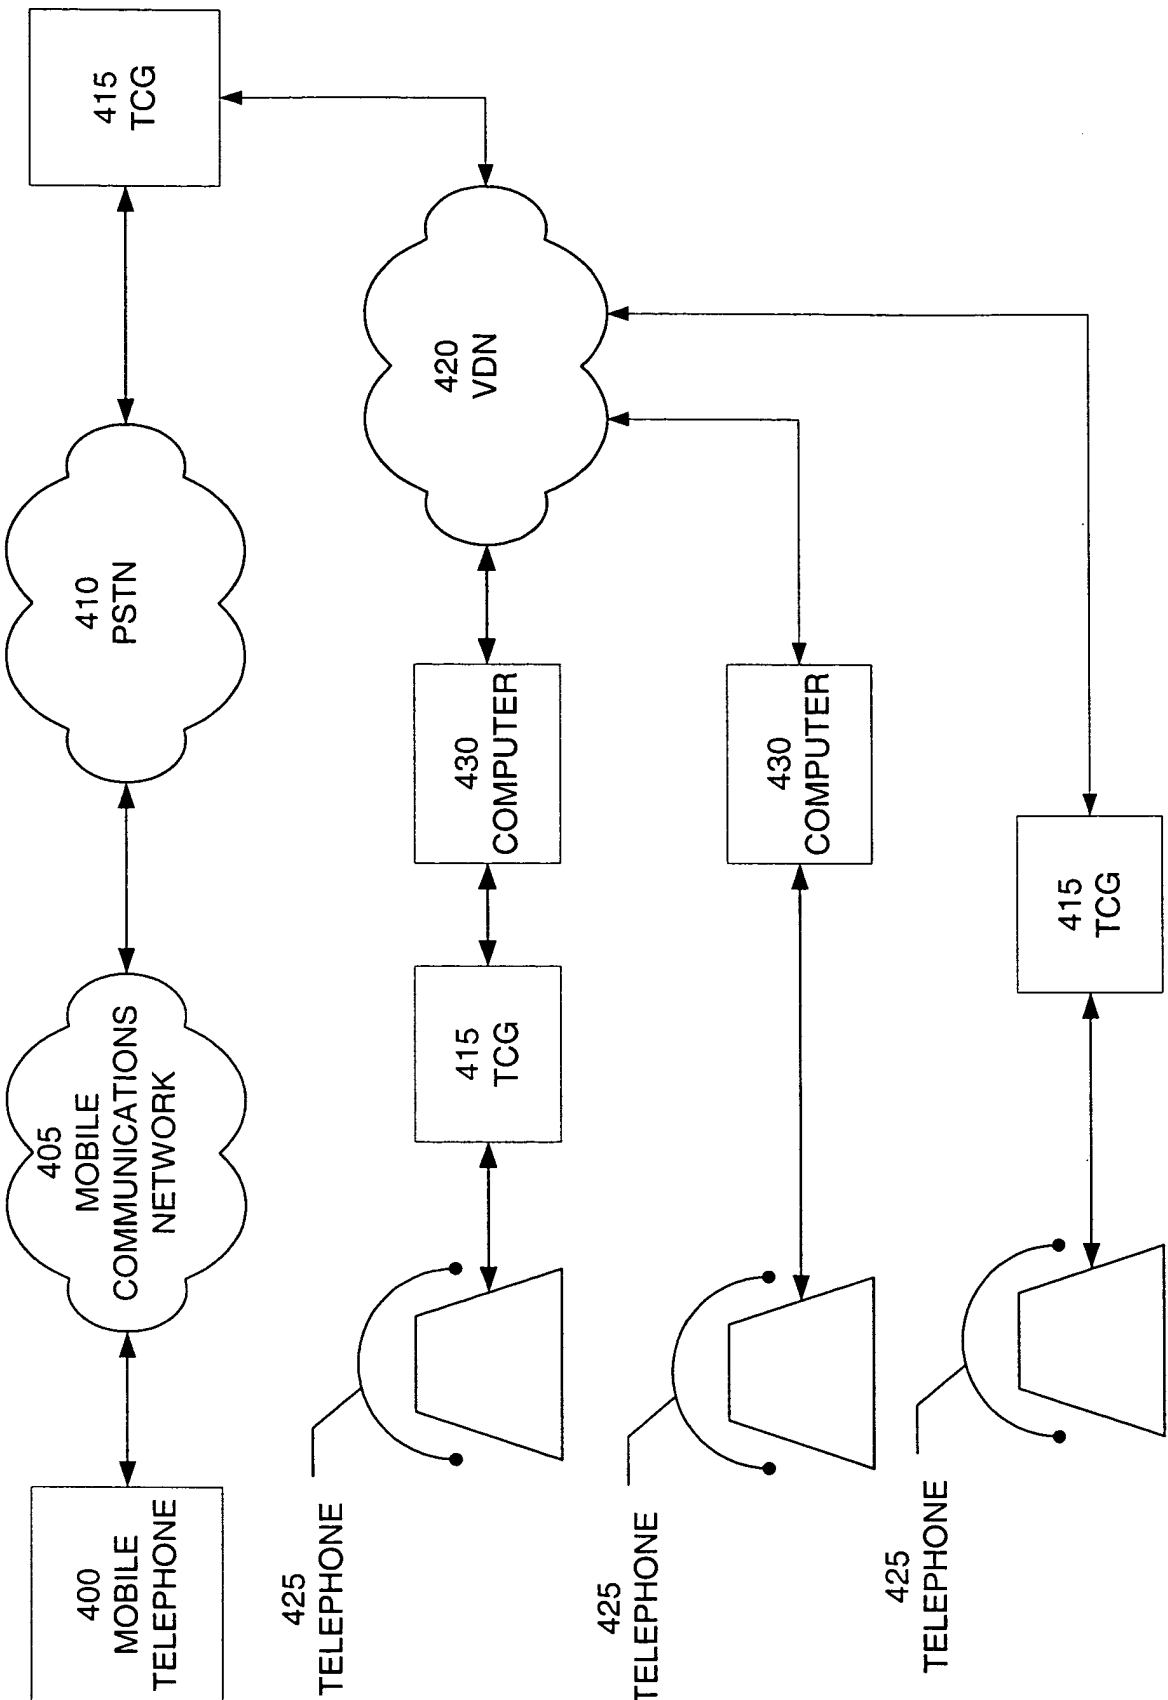 400
MOBILE
TELEPHONE
405
MOBILE
COMMUNICATIONS
NETWORK
410
PSTN
415
TCG
425
TELEPHONE
415
TCG
430
COMPUTER
420
VDN
425
TELEPHONE
430
COMPUTER
425
TELEPHONE
415
TCG